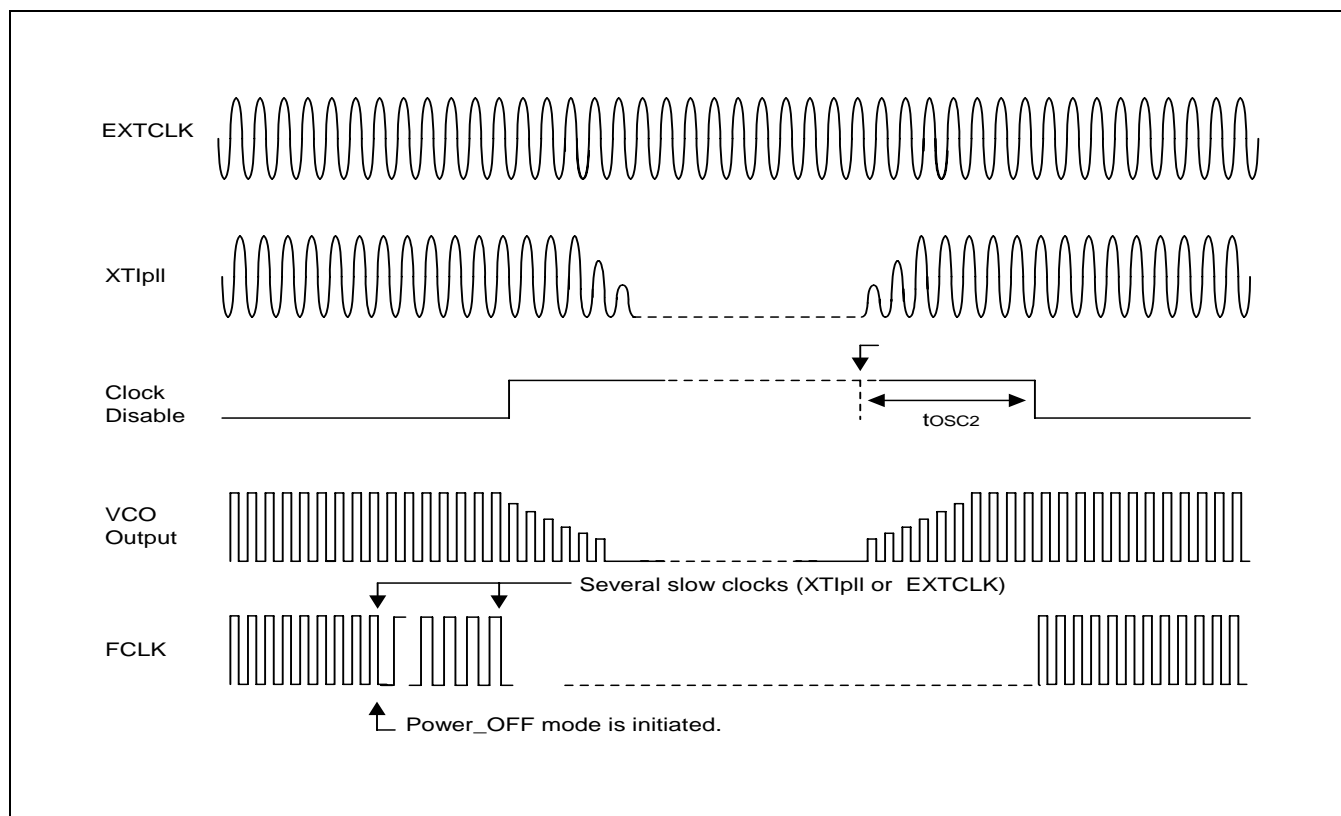 EXTCLK
XTIpll
Clock
Disable
tOSC2
VCO
Output
Several slow clocks (XTIpll or EXTCLK)
FCLK
Power_OFF mode is initiated.